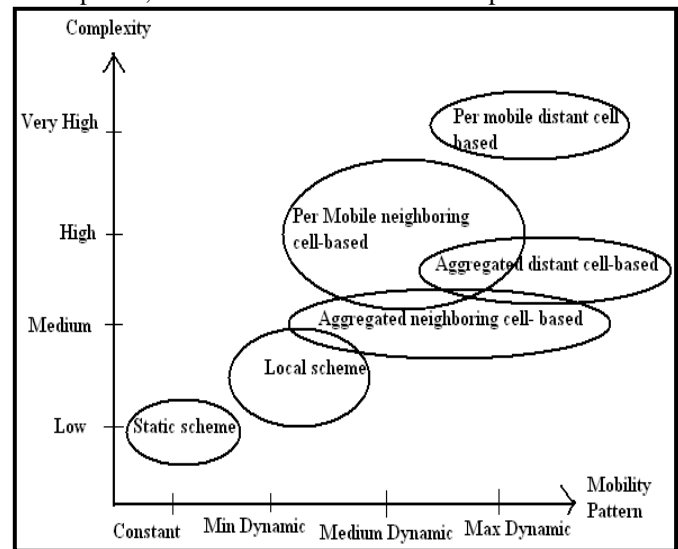 Complexity
Very High
Per mobile distant cell
based
High
Per Mobile neighboring
cell-based
Aggregated distant cell-based
Medium
Aggregated neighboring cell- based
Local scheme
Low
Static scheme
Mobility
Pattern
Constant
Min Dynamic
Medium Dynamic
Max Dynamic